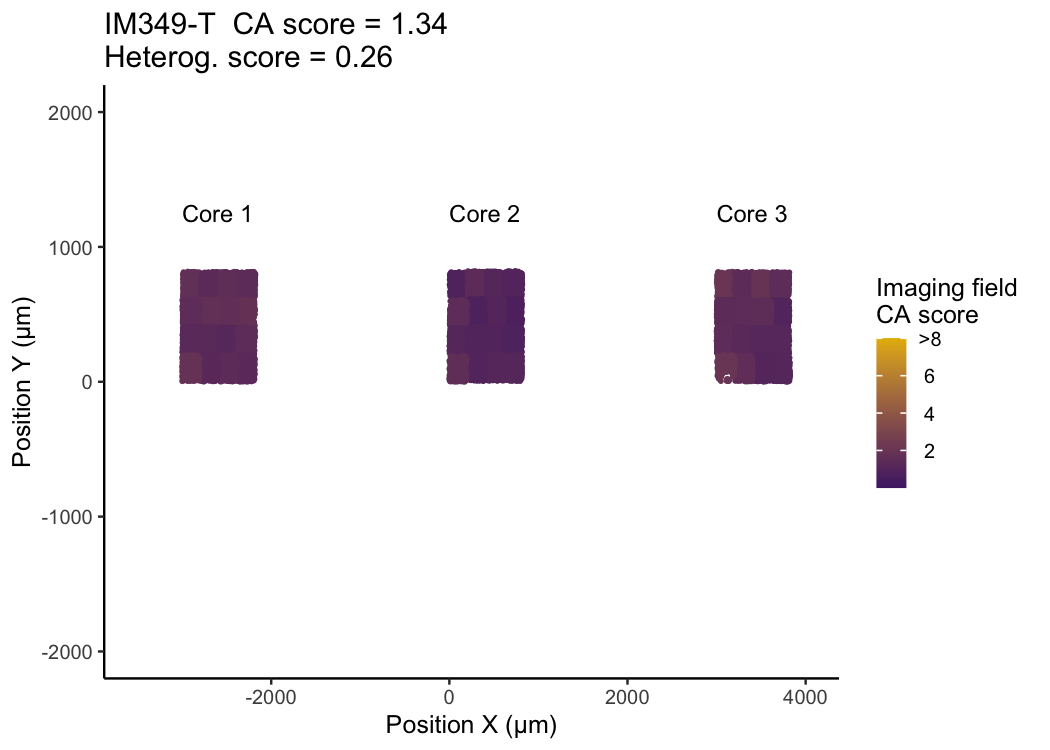 IM349-T  CA score = 1.34
Heterog. score = 0.26
2000
1000
0
-1000
-2000
Position Y (µm)
Core 1
Core 2
Core 3
-2000
0
2000
4000
Position X (µm)
Imaging field
CA score
>8
6
4
2